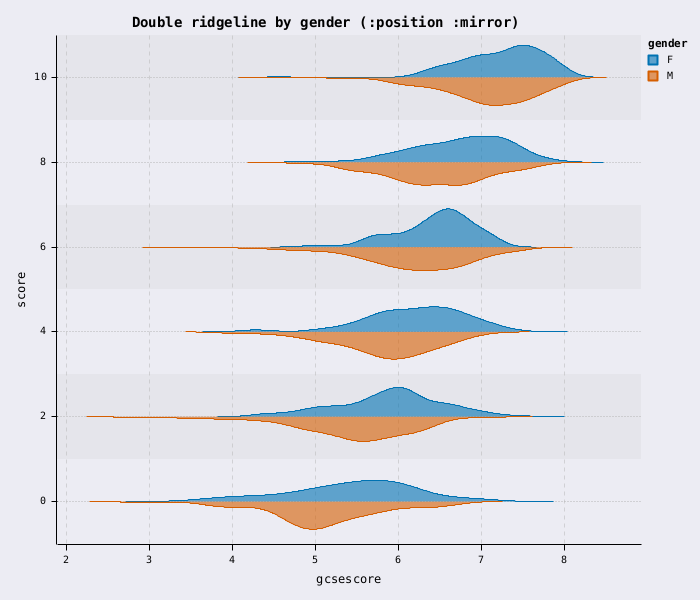 Double ridgeline by gender (:position :mirror)
gender
F
M
10
8
6
4
2
0
score
2 3 4 5 6 7 8
gcsescore